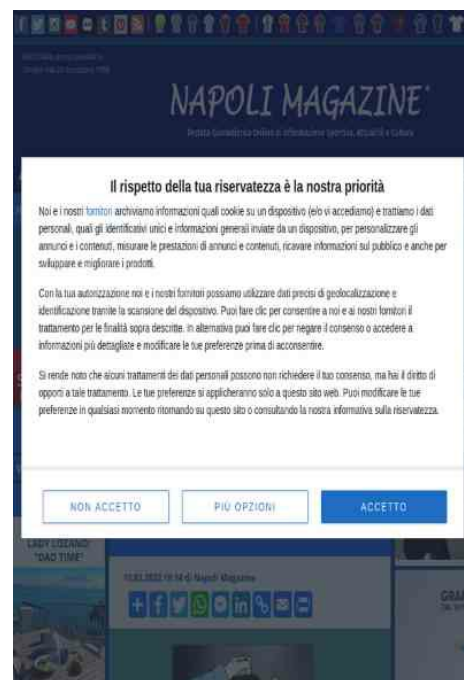 NAPOLI MAGAZINE
Il rispetto della tua riservatezza è la nostra priorità
Noi e i nostri fornitori archiviamo informazioni quali cookie su un dispositivo (e/o vi accediamo) e trattiamo i dati
personali, quali gli identificativi unici e informazioni generali inviate da un dispositivo, per personalizzare gli
annunci e i contenuti, misurare le prestazioni di annunci e contenuti, ricavare informazioni sul pubblico e anche per
sviluppare e migliorare i prodotti.
Con la tua autorizzazione noi e i nostri fornitori possiamo utilizzare dati precisi di geolocalizzazione e
identificazione tramite la scansione del dispositivo. Puoi fare clic per consentire a noi e ai nostri fornitori il
trattamento per le finalità sopra descritte. In alternativa puoi fare clic per negare il consenso o accedere a
informazioni più dettagliate e modificare le tue preferenze prima di acconsentire.
Si rende noto che alcuni trattamenti dei dati personali possono non richiedere il tuo consenso, ma hai il diritto di
opporti a tale trattamento. Le tue preferenze si applicheranno solo a questo sito web. Puoi modificare le tue
preferenze in qualsiasi momento ritornando su questo sito o consultando la nostra informativa sulla riservatezza.
NON ACCETTO
PIÙ OPZIONI
ACCETTO
LADY LOZANO:
"DAD TIME"
di Napoli Magazine